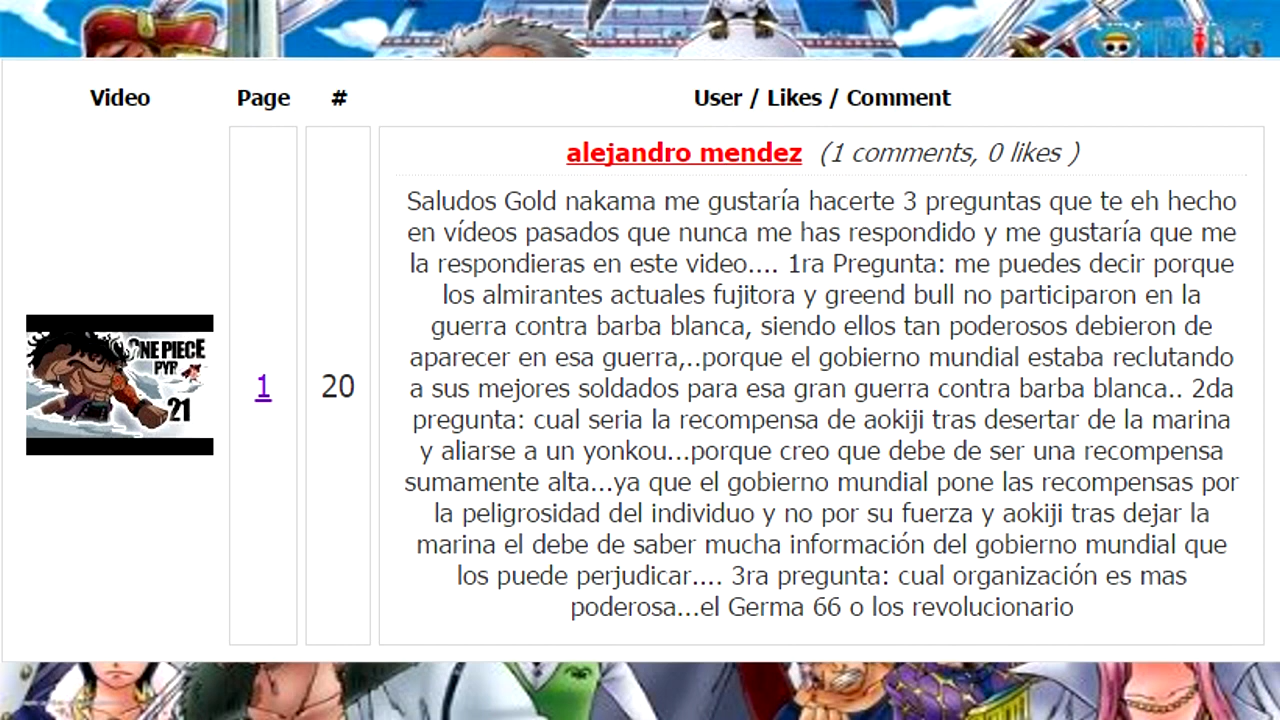 Video Page # User / Likes / Comment
alejandro mendez (1 comments, 0 likes )
Saludos Gold nakama me gustaría hacerte 3 preguntas que te eh hecho
en vídeos pasados que nunca me has respondido y me gustaría que me
la respondieras en este video.... 1ra Pregunta: me puedes decir porque
los almirantes actuales fujitora y greend bull no participaron en la
guerra contra barba blanca, siendo ellos tan poderosos debieron de
aparecer en esa guerra,..porque el gobierno mundial estaba reclutando
a sus mejores soldados para esa gran guerra contra barba blanca.. 2da
pregunta: cual seria la recompensa de aokiji tras desertar de la marina
y aliarse a un yonkou...porque creo que debe de ser una recompensa
sumamente alta...ya que el gobierno mundial pone las recompensas por
la peligrosidad del individuo y no por su fuerza y aokiji tras dejar la
marina el debe de saber mucha información del gobierno mundial que
los puede perjudicar.... 3ra pregunta: cual organización es mas
poderosa...el Germa 66 o los revolucionario
ONE PIECE
PYR
21
1
20